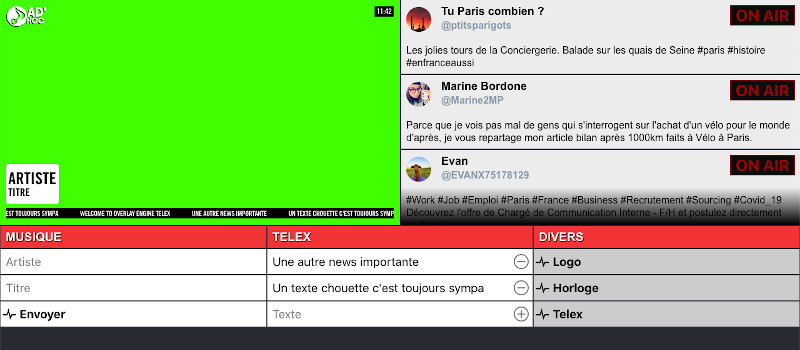 AD'
HOC
11:42
ARTISTE
TITRE
EST TOUJOURS SYMPA WELCOME TO OVERLAY ENGINE TELEX UNE AUTRE NEWS IMPORTANTE UN TEXTE CHOUETTE C'EST TOUJOURS SYMP
Tu Paris combien ?
@ptitsparigots
ON AIR
Les jolies tours de la Conciergerie. Balade sur les quais de Seine #paris #histoire
#enfranceaussi
Marine Bordone
@Marine2MP
ON AIR
Parce que je vois pas mal de gens qui s'interrogent sur l'achat d'un vélo pour le monde
d'après, je vous repartage mon article bilan après 1000km faits à Vélo à Paris.
Evan
@EVANX75178129
ON AIR
#Work #Job #Emploi #Paris #France #Business #Recrutement #Sourcing #Covid_19
Découvrez l'offre de Chargé de Communication Interne - F/H et postulez directement
MUSIQUE TELEX DIVERS
Artiste Une autre news importante Logo
Titre Un texte chouette c'est toujours sympa Horloge
Envoyer Texte Telex